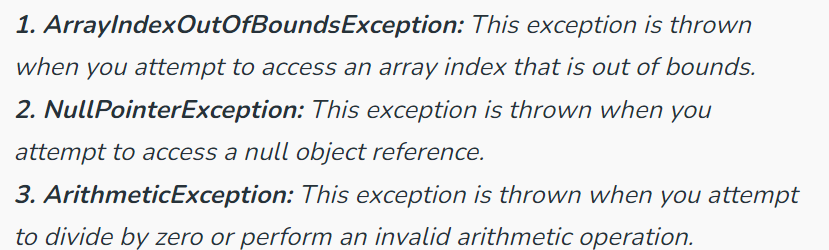 1. ArrayIndexOutOfBoundsException: This exception is thrown
when you attempt to access an array index that is out of bounds.
2. NullPointerException: This exception is thrown when you
attempt to access a null object reference.
3. ArithmeticException: This exception is thrown when you attempt
to divide by zero or perform an invalid arithmetic operation.